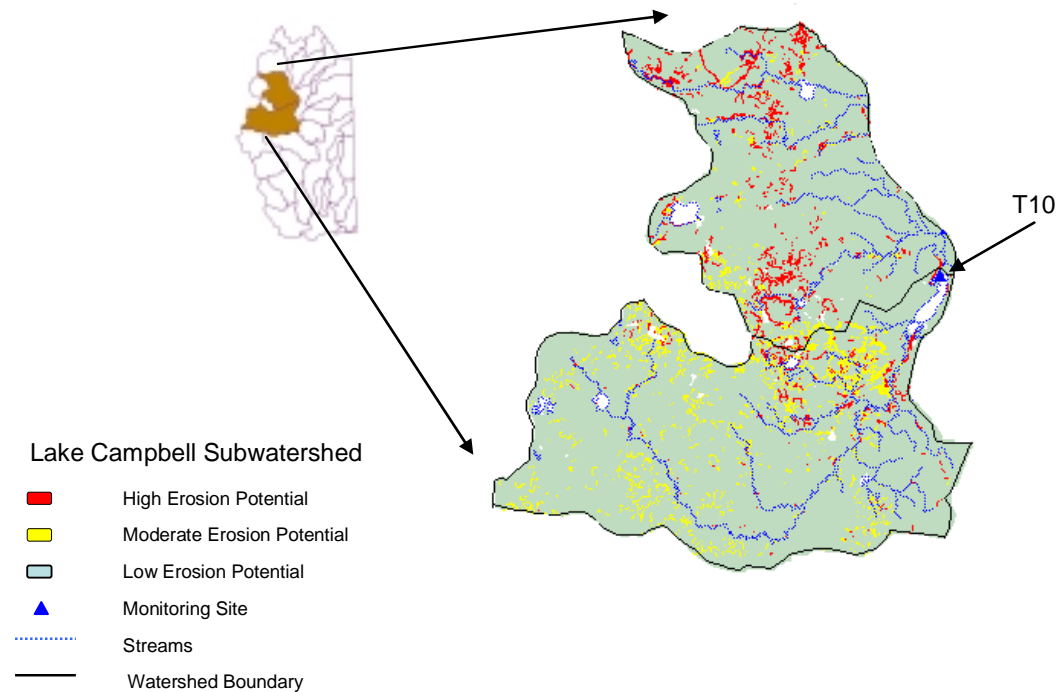 T10
Lake Campbell Subwatershed
High Erosion Potential
Moderate Erosion Potential
Low Erosion Potential
Monitoring Site
Streams
Watershed Boundary